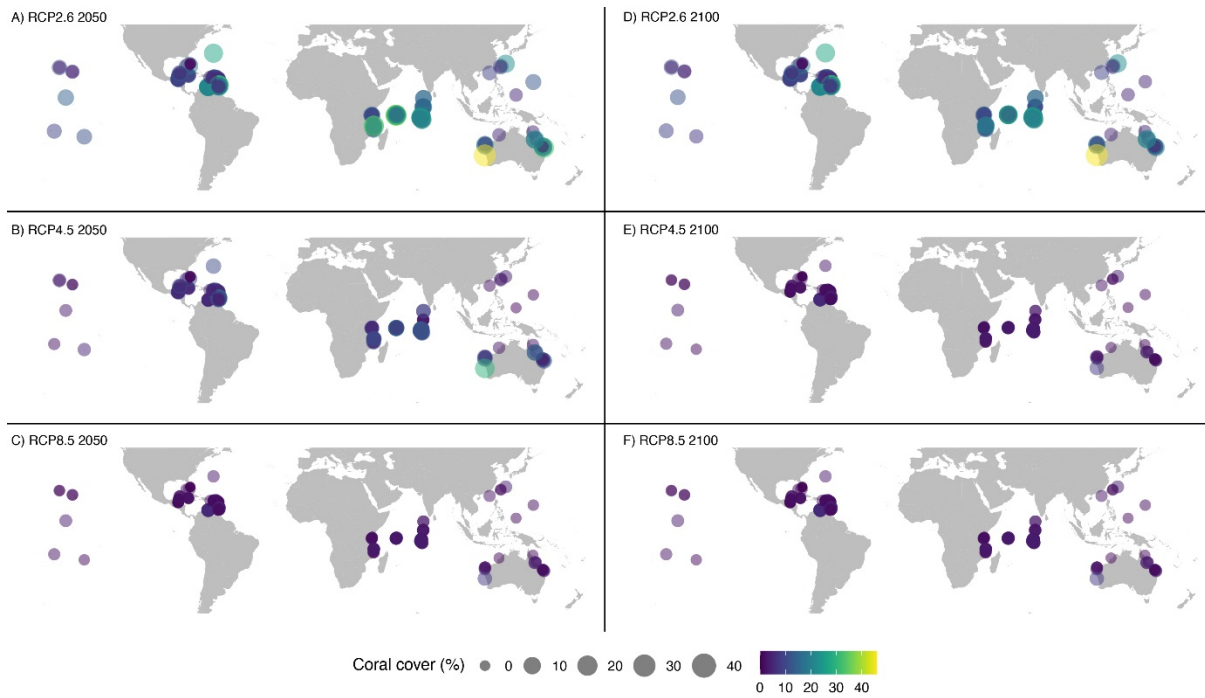 A) RCP2.6 2050
D) RCP2.6 2100
B) RCP4.5 2050
E) RCP4.5 2100
C) RCP8.5 2050
F) RCP8.5 2100
Coral cover (%) 0 10 20 30 40
0 10 20 30 40